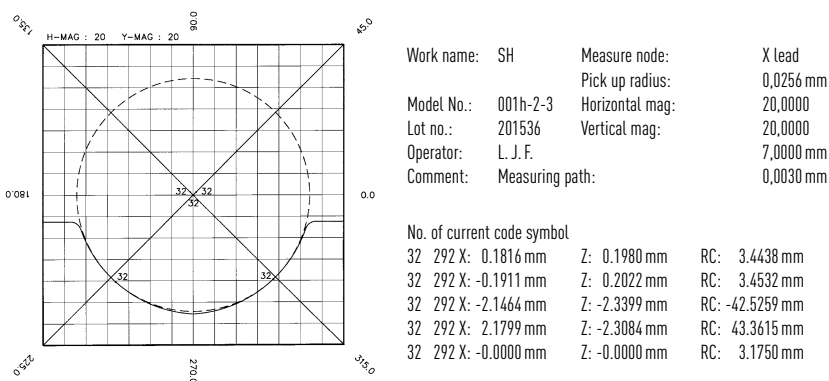 135.0
90.0
45.0
H-MAG : 20 Y-MAG : 20
180.0
0.0
32 32
32
32 32
225.0
270.0
315.0
Work name: SH Measure node: X lead
Pick up radius: 0,0256 mm
Model No.: 001h-2-3 Horizontal mag: 20,0000
Lot no.: 201536 Vertical mag: 20,0000
Operator: L. J. F. 7,0000 mm
Comment: Measuring path: 0,0030 mm
No. of current code symbol
32 292 X: 0.1816 mm Z: 0.1980 mm RC: 3.4438 mm
32 292 X: -0.1911 mm Z: 0.2022 mm RC: 3.4532 mm
32 292 X: -2.1464 mm Z: -2.3399 mm RC: -42.5259 mm
32 292 X: 2.1799 mm Z: -2.3084 mm RC: 43.3615 mm
32 292 X: -0.0000 mm Z: -0.0000 mm RC: 3.1750 mm